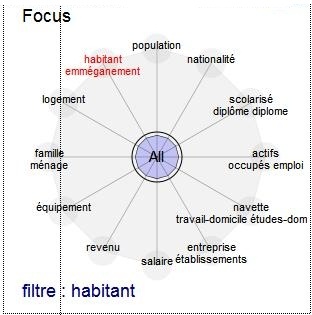 Focus
population
habitant
emméganement
nationalité
logement
scolarisé
diplôme diplome
famille
ménage
All
actifs
occupés emploi
équipement
navette
travail-domicile études-dom
revenu
entreprise
établissements
salaire
filtre : habitant